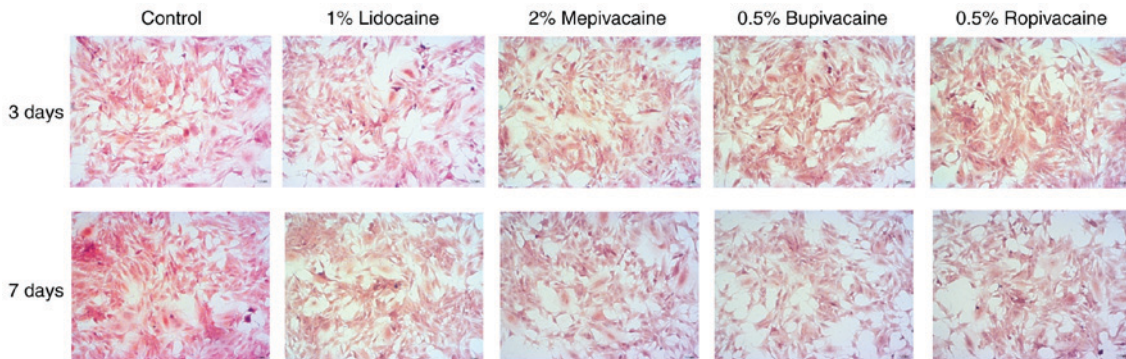 Control 1% Lidocaine 2% Mepivacaine 0.5% Bupivacaine 0.5% Ropivacaine
3 days
7 days